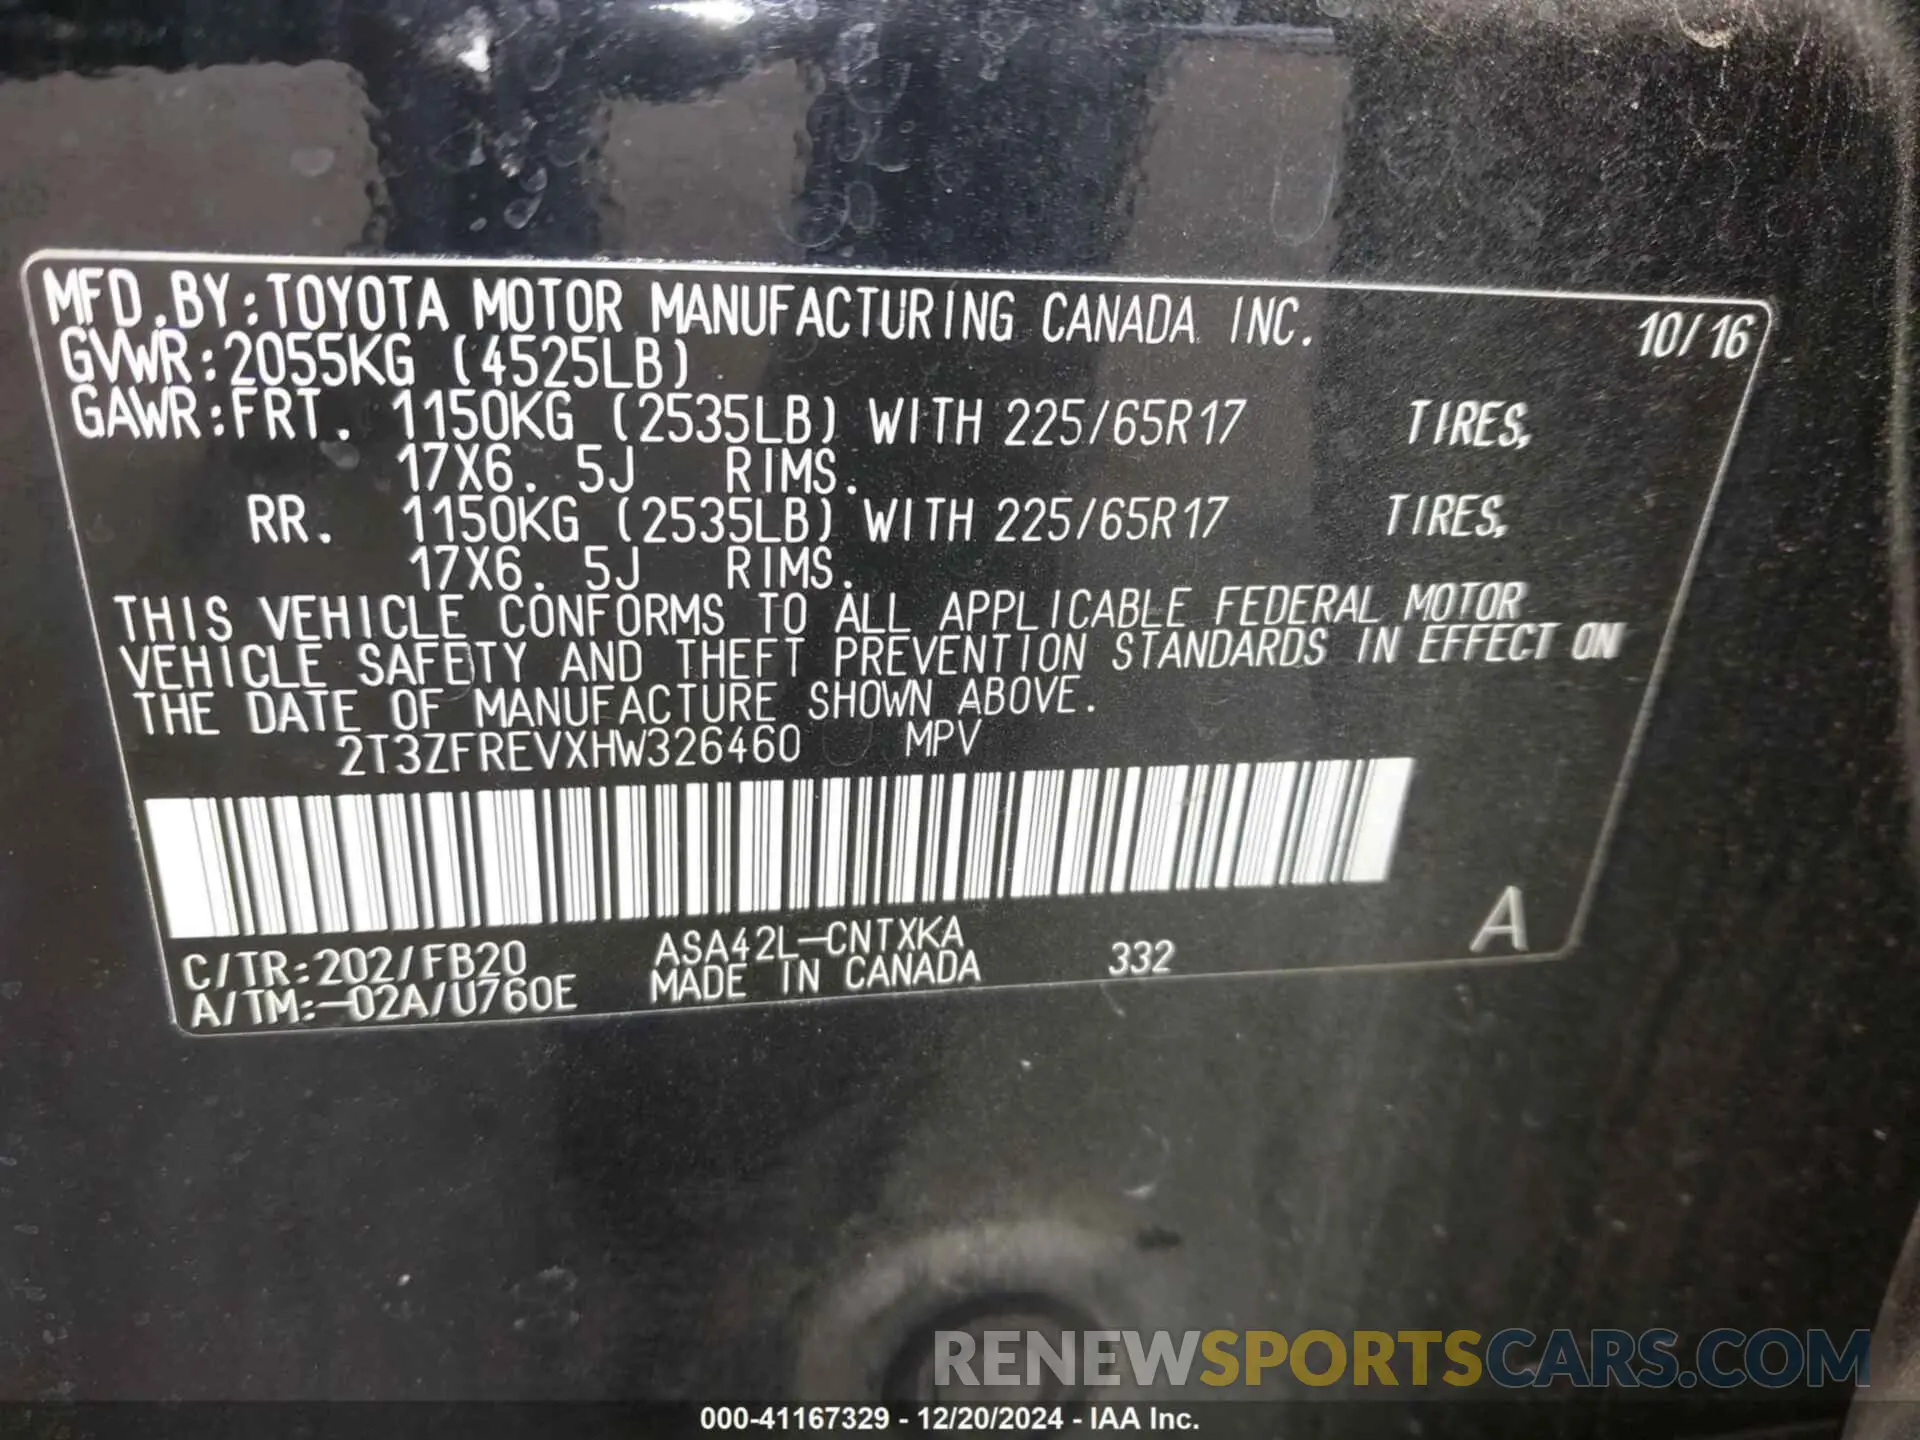 MFD.BY:TOYOTA MOTOR MANUFACTURING CANADA INC. 10/16
GVWR:2055KG (4525LB)
GAWR:FRT. 1150KG (2535LB) WITH 225/65R17 TIRES,
17X6.5J RIMS.
RR. 1150KG (2535LB) WITH 225/65R17 TIRES,
17X6.5J RIMS.
THIS VEHICLE CONFORMS TO ALL APPLICABLE FEDERAL MOTOR
VEHICLE SAFETY AND THEFT PREVENTION STANDARDS IN EFFECT ON
THE DATE OF MANUFACTURE SHOWN ABOVE.
2T3ZFREVXHW326460 MPV
C/TR:202/FB20 ASA42L-CNTXKA 332 A
A/TM:-02A/U760E MADE IN CANADA
RENEWSPORTSCARS.COM
000-41167329 - 12/20/2024 - IAA Inc.